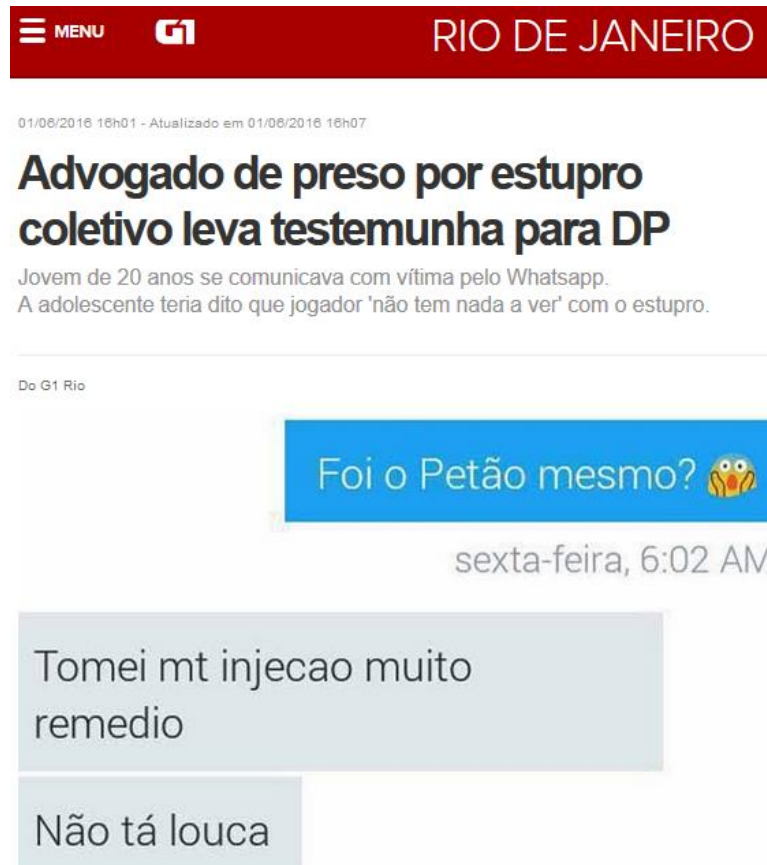 MENU G1 RIO DE JANEIRO
01/06/2016 16h01 - Atualizado em 01/06/2016 16h07
Advogado de preso por estupro
coletivo leva testemunha para DP
Jovem de 20 anos se comunicava com vítima pelo Whatsapp.
A adolescente teria dito que jogador 'não tem nada a ver' com o estupro.
Do G1 Rio
Foi o Petão mesmo? 😱
sexta-feira, 6:02 AM
Tomei mt injecao muito
remedio
Não tá louca